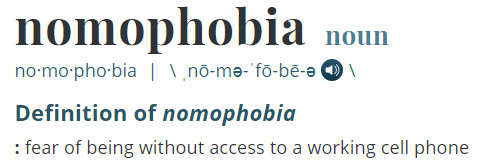 nomophobia noun
no·mo·pho·bia | \ ˌnō-mə-ˈfō-bē-ə \
Definition of nomophobia
: fear of being without access to a working cell phone